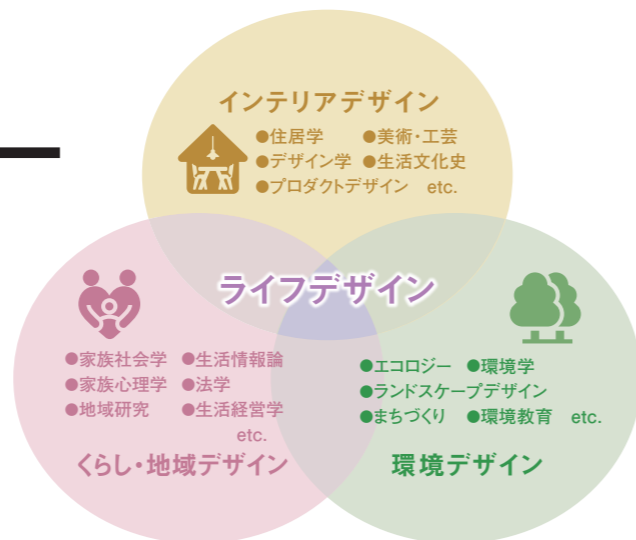 インテリアデザイン
●住居学 ●美術・工芸
●デザイン学 ●生活文化史
●プロダクトデザイン etc.
ライフデザイン
●家族社会学 ●生活情報論
●家族心理学 ●法学
●地域研究 ●生活経営学
etc.
くらし・地域デザイン
●エコロジー ●環境学
●ランドスケープデザイン
●まちづくり ●環境教育 etc.
環境デザイン